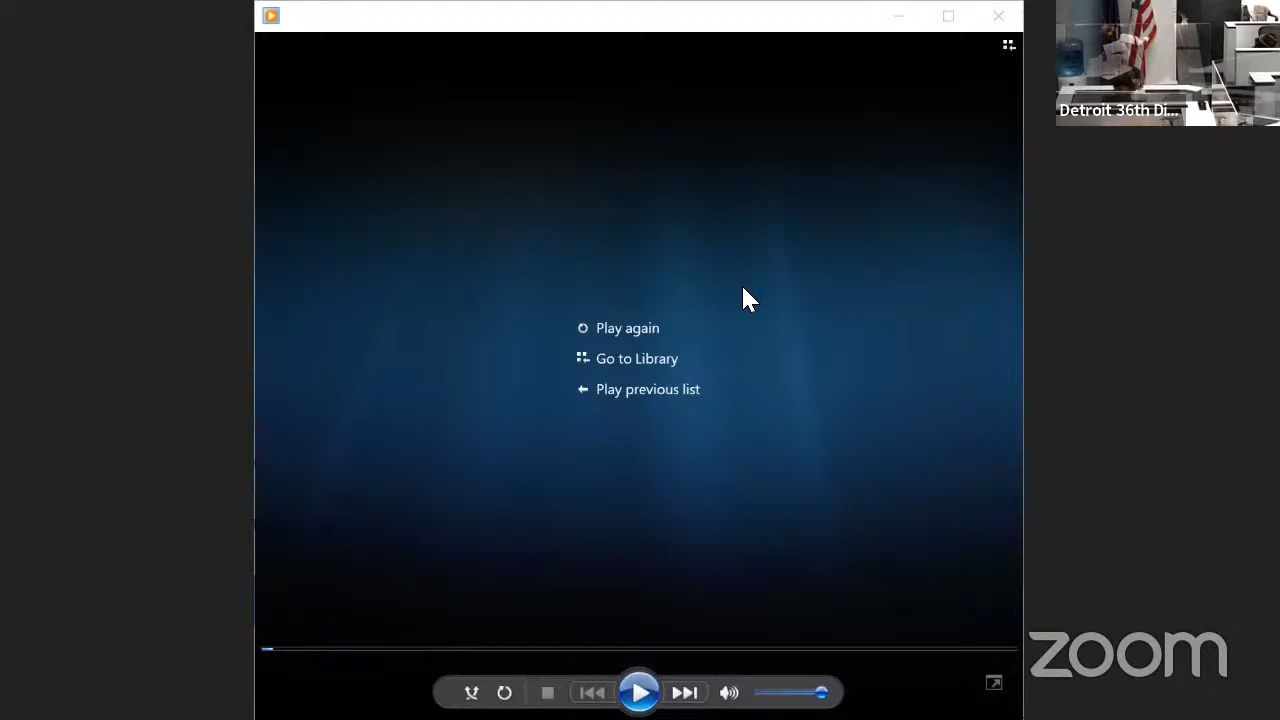 Detroit 36th Di...
Play again
Go to Library
Play previous list
zoom